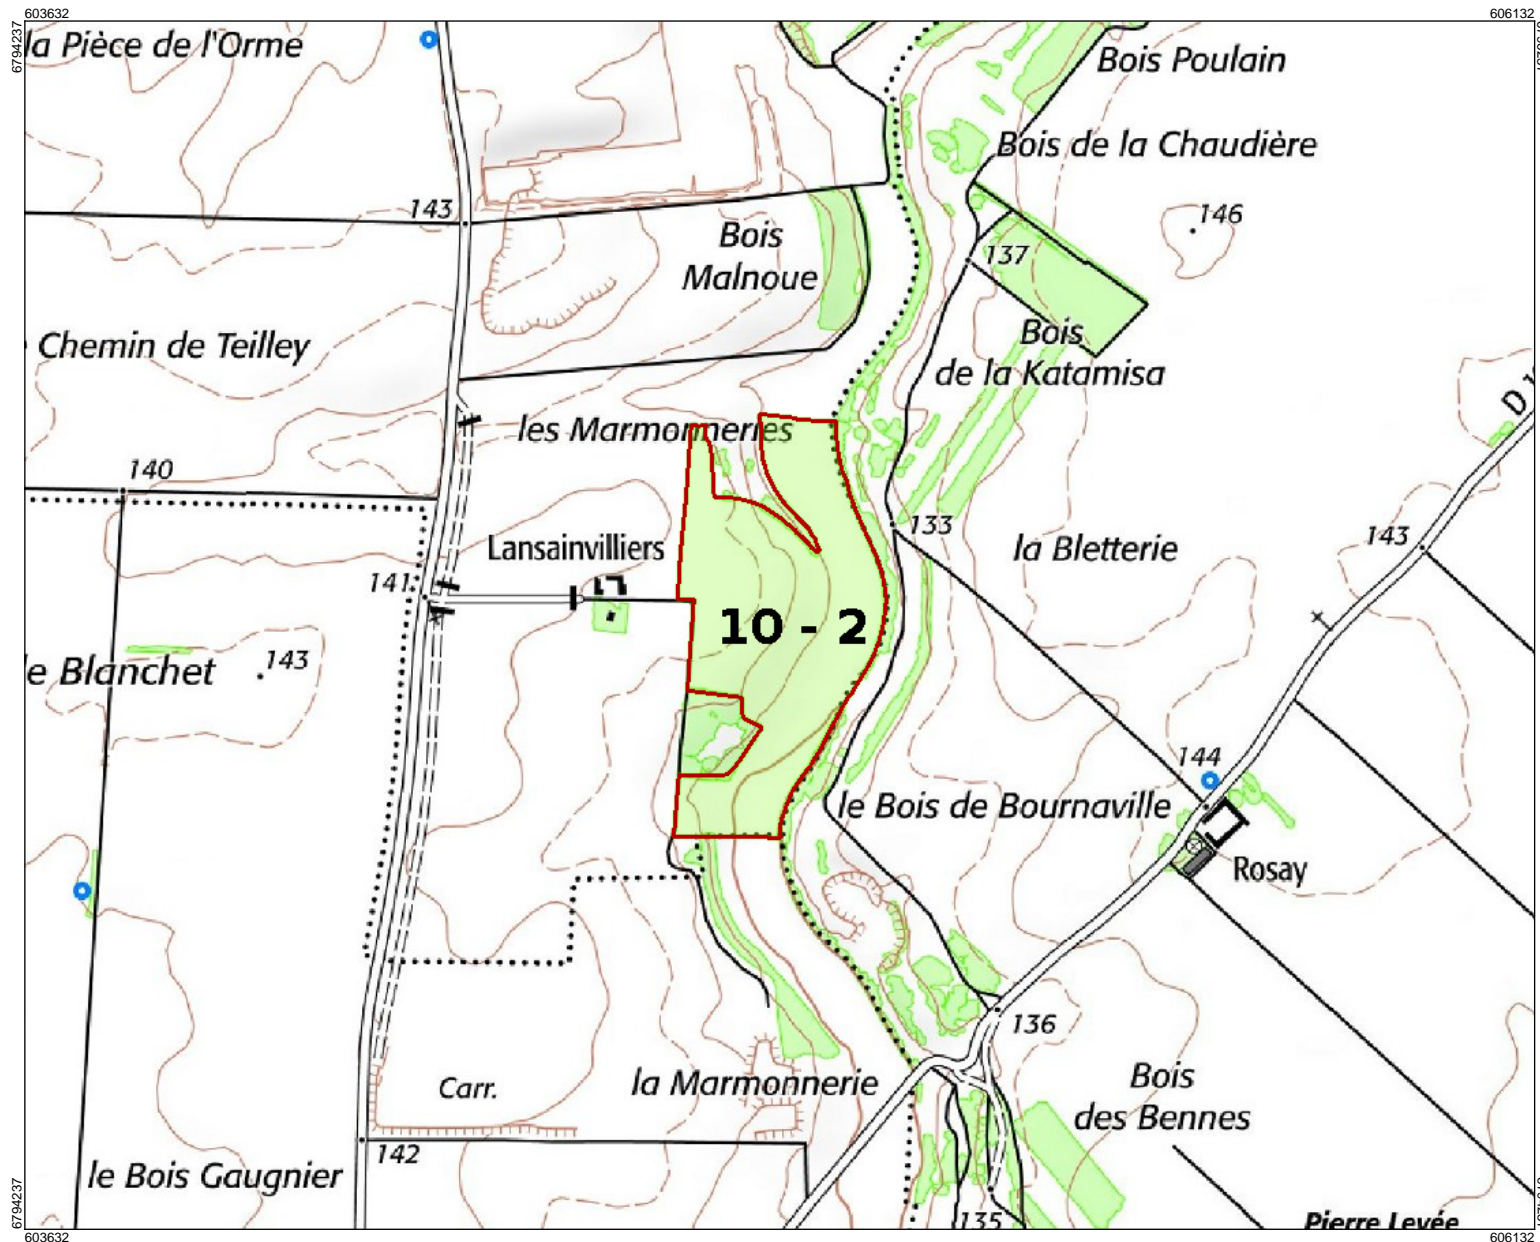 603632
606132
6794237
la Pièce de l'Orme
Bois Poulain
Bois de la Chaudière
143
146
Bois
Malnoue
137
Chemin de Teilley
Bois
de la Katamisa
les Marmonneries
140
133
143
Lansainvilliers
la Bletterie
141
10 - 2
143
le Blanchet
144
le Bois de Bournaville
Rosay
136
Carr.
la Marmonnerie
Bois
des Bennes
142
le Bois Gaugnier
6794237
135
Pierre Levée
603632
606132